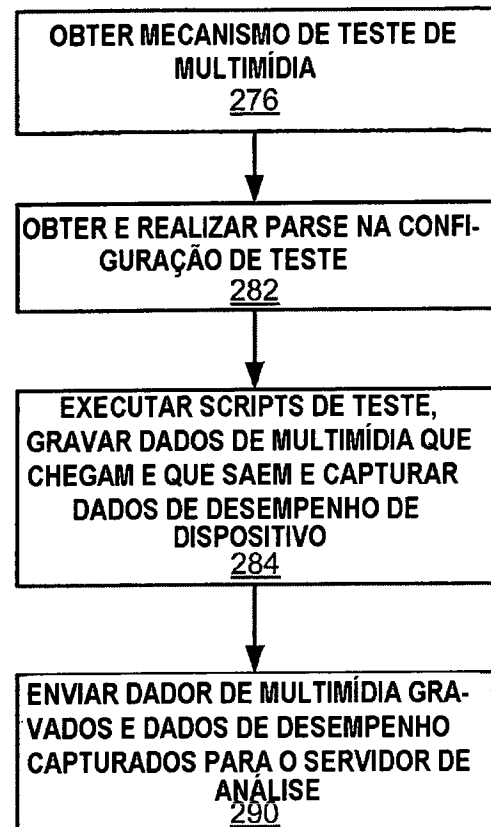 OBTER MECANISMO DE TESTE DE
MULTIMÍDIA
276
OBTER E REALIZAR PARSE NA CONFI-
GURAÇÃO DE TESTE
282
EXECUTAR SCRIPTS DE TESTE,
GRAVAR DADOS DE MULTIMÍDIA QUE
CHEGAM E QUE SAEM E CAPTURAR
DADOS DE DESEMPENHO DE
DISPOSITIVO
284
ENVIAR DADOR DE MULTIMÍDIA GRA-
VADOS E DADOS DE DESEMPENHO
CAPTURADOS PARA O SERVIDOR DE
ANÁLISE
290